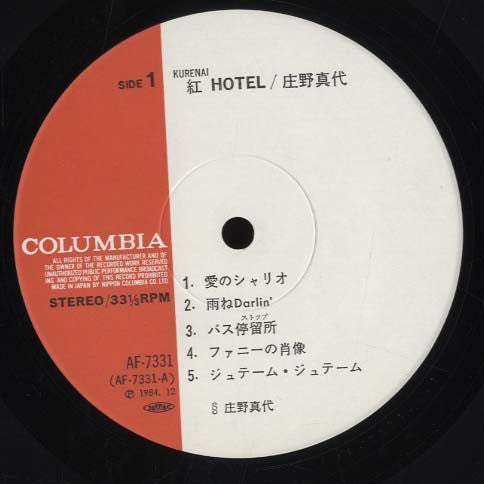 SIDE 1
KURENAI
紅 HOTEL / 庄野真代
COLUMBIA
ALL RIGHTS OF THE MANUFACTURER AND OF
THE OWNER OF THE RECORDED WORK RESERVED
UNAUTHORIZED PUBLIC PERFORMANCE BROADCAST
ING AND COPYING OF THIS RECORD PROHIBITED
MADE IN JAPAN BY NIPPON COLUMBIA CO. LTD
STEREO/33⅓RPM
AF-7331
(AF-7331-A)
Ⓟ 1984. 12
JASRAC
1. 愛のシャリオ
2. 雨ねDarlin'
ストップ
3. バス停留所
4. ファニーの肖像
5. ジュテーム・ジュテーム
§ 庄野真代